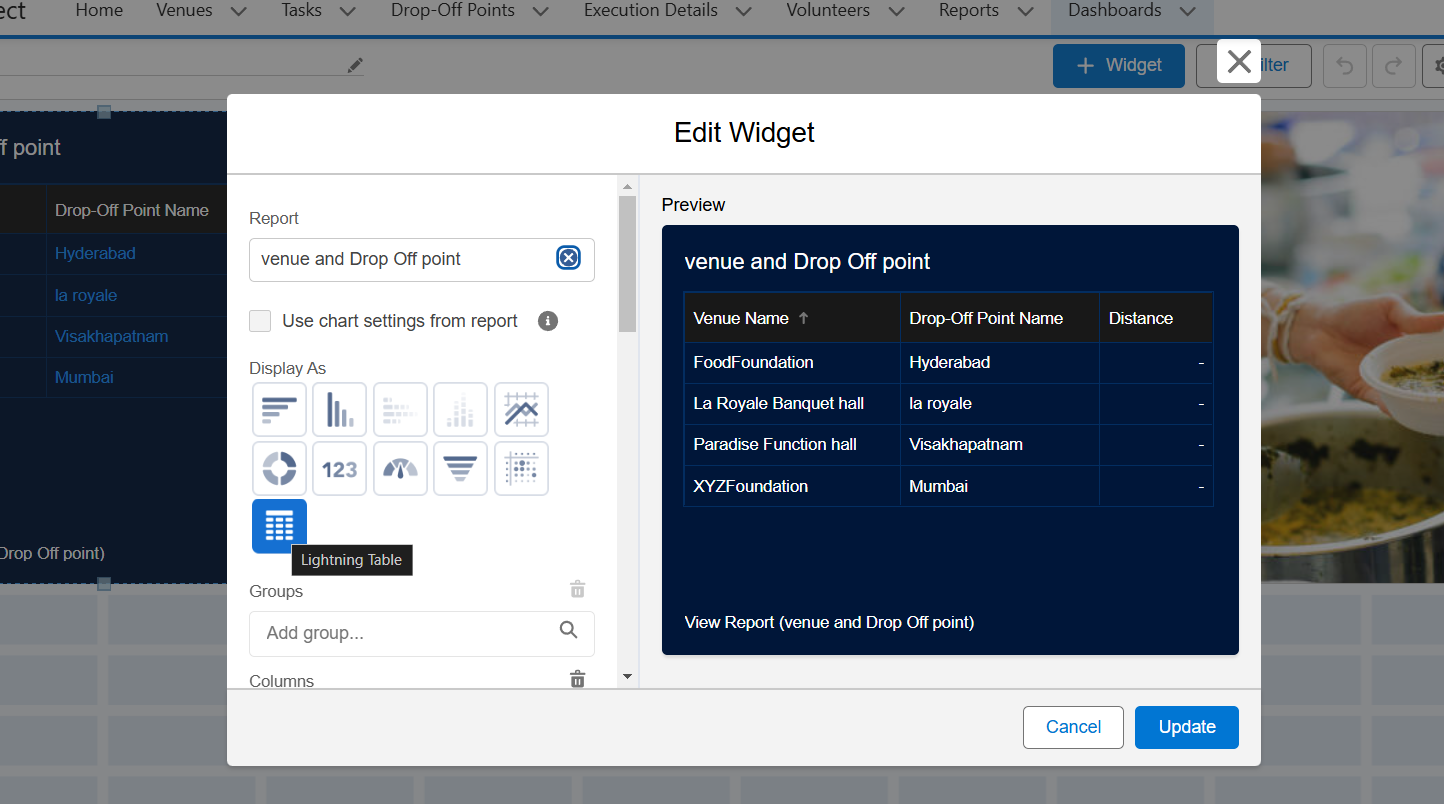 ect Home Venues Tasks Drop-Off Points Execution Details Volunteers Reports Dashboards
+ Widget ilter
ff point
Drop-Off Point Name
Hyderabad
la royale
Visakhapatnam
Mumbai
Drop Off point)
Edit Widget
Report
venue and Drop Off point
Use chart settings from report
Display As
123
Lightning Table
Groups
Add group...
Columns
Preview
venue and Drop Off point
Venue Name ↑ Drop-Off Point Name Distance
FoodFoundation Hyderabad -
La Royale Banquet hall la royale -
Paradise Function hall Visakhapatnam -
XYZFoundation Mumbai -
View Report (venue and Drop Off point)
Cancel Update